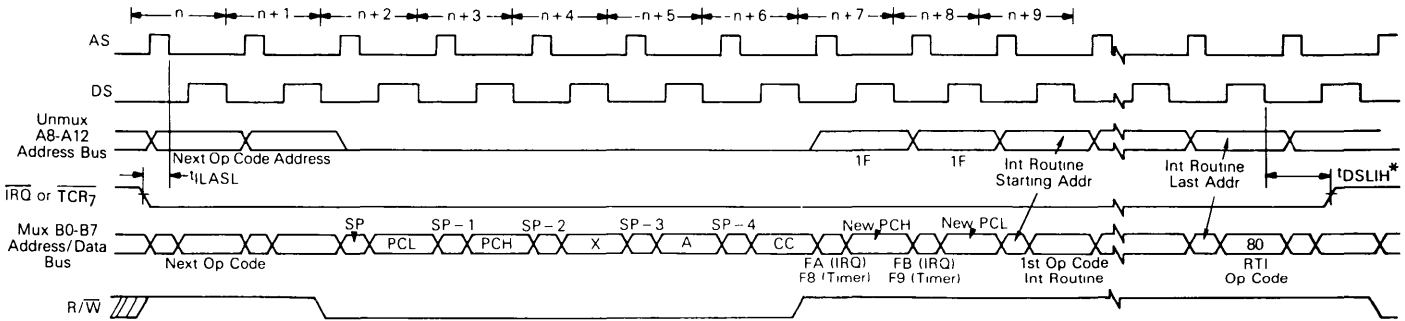 n n + 1 n + 2 n + 3 n + 4 -n + 5 -n + 6 n + 7 n + 8 n + 9
AS
DS
Unmux
A8-A12
Address Bus
Next Op Code Address
1F
1F
Int Routine
Starting Addr
Int Routine
Last Addr
tILASL
tDSLIH*
IRQ or TCR7
Mux B0-B7
Address/Data
Bus
Next Op Code
SP
PCL
SP-1
PCH
SP-2
X
SP-3
A
SP-4
CC
New PCH
New PCL
FA (IRQ)
F8 (Timer)
FB (IRQ)
F9 (Timer)
1st Op Code
Int Routine
80
RTI
Op Code
R/W